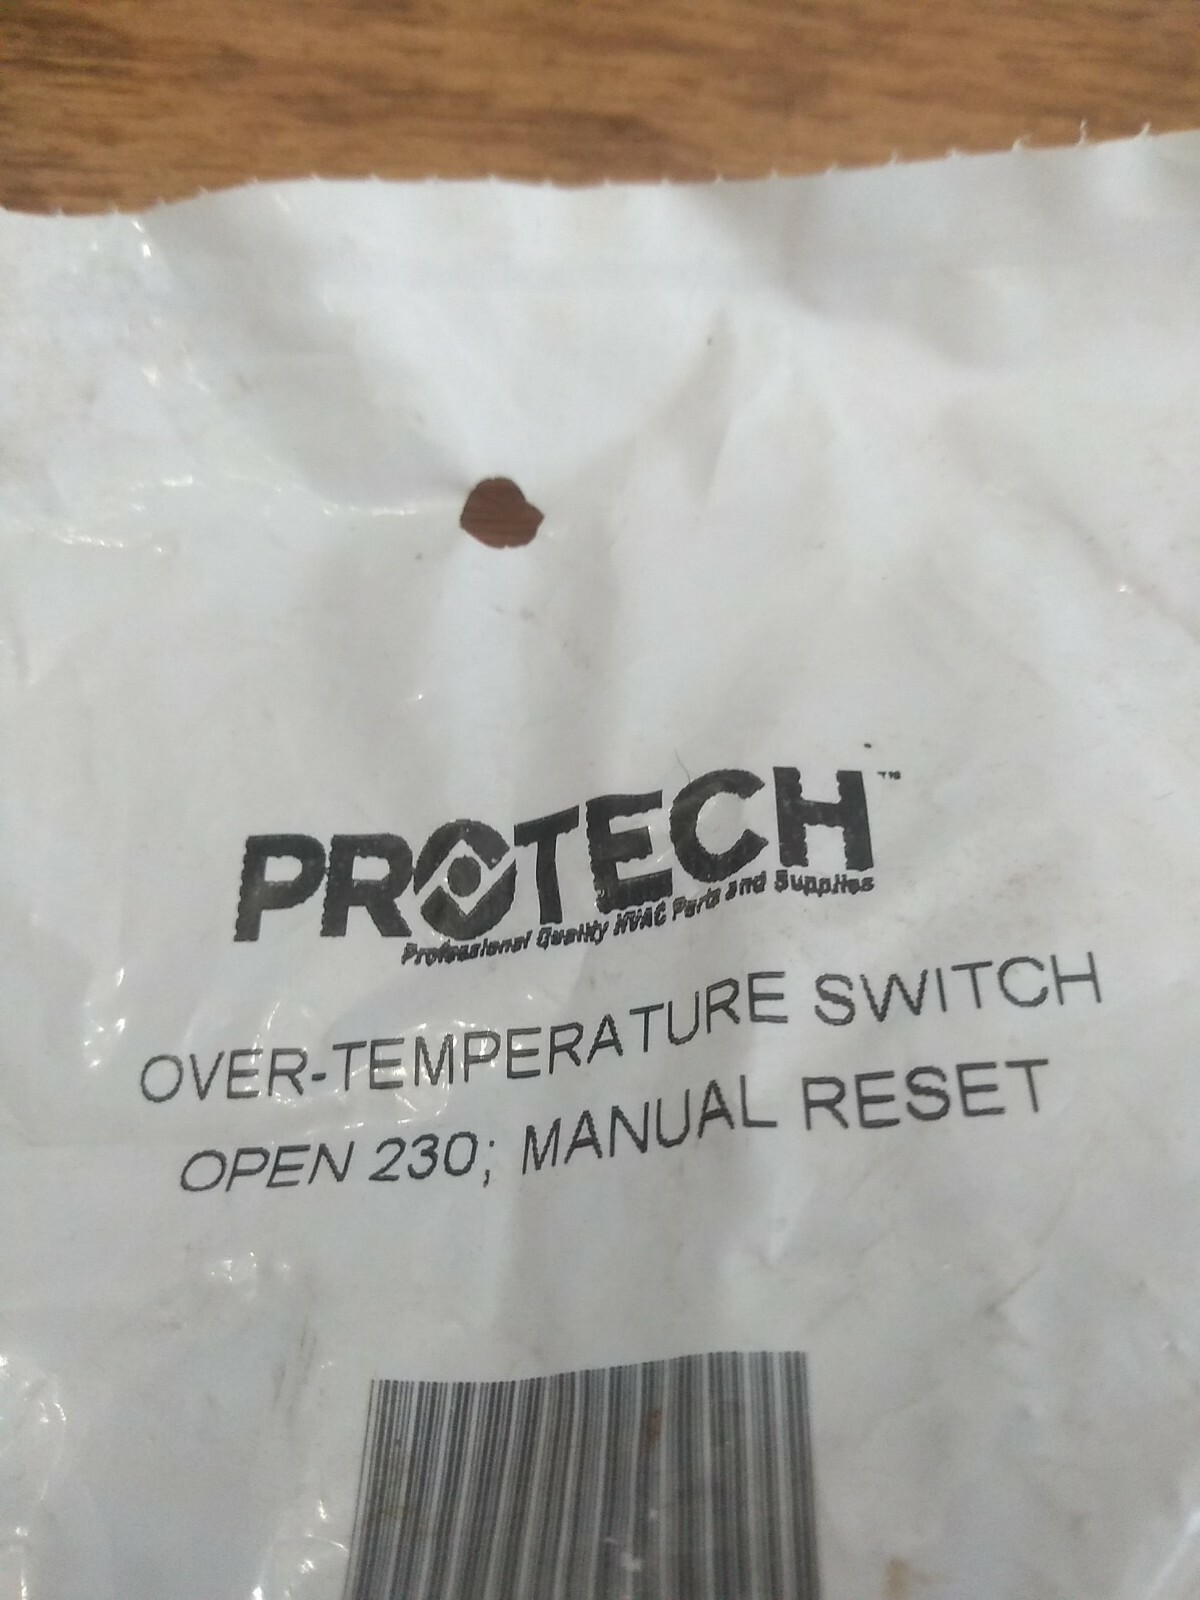 PROTECH™
Professional Quality HVAC Parts and Supplies
OVER-TEMPERATURE SWITCH
OPEN 230; MANUAL RESET